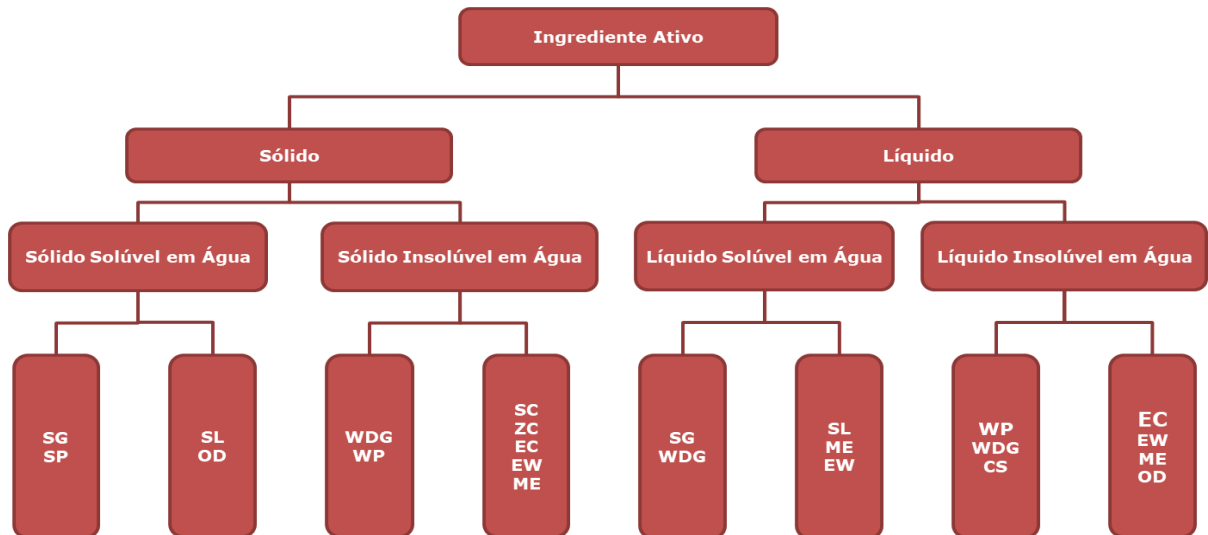 Ingrediente Ativo
Sólido
Líquido
Sólido Solúvel em Água
Sólido Insolúvel em Água
Líquido Solúvel em Água
Líquido Insolúvel em Água
SG
SP
SL
OD
WDG
WP
SC
ZC
EC
EW
ME
SG
WDG
SL
ME
EW
WP
WDG
CS
EC
EW
ME
OD